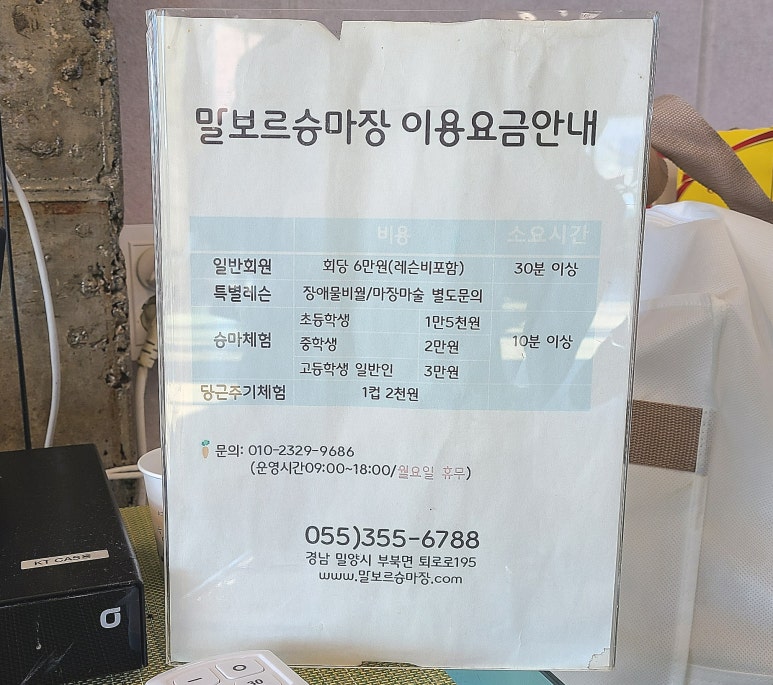 말보르승마장 이용요금안내
비용 소요시간
일반회원 회당 6만원(레슨비포함) 30분 이상
특별레슨 장애물비월/마장마술 별도문의
초등학생 1만5천원
승마체험 중학생 2만원 10분 이상
고등학생 일반인 3만원
당근주기체험 1컵 2천원
문의: 010-2329-9686
(운영시간09:00~18:00/월요일 휴무)
055)355-6788
경남 밀양시 부북면 퇴로로195
www.말보르승마장.com
KT CASS
30